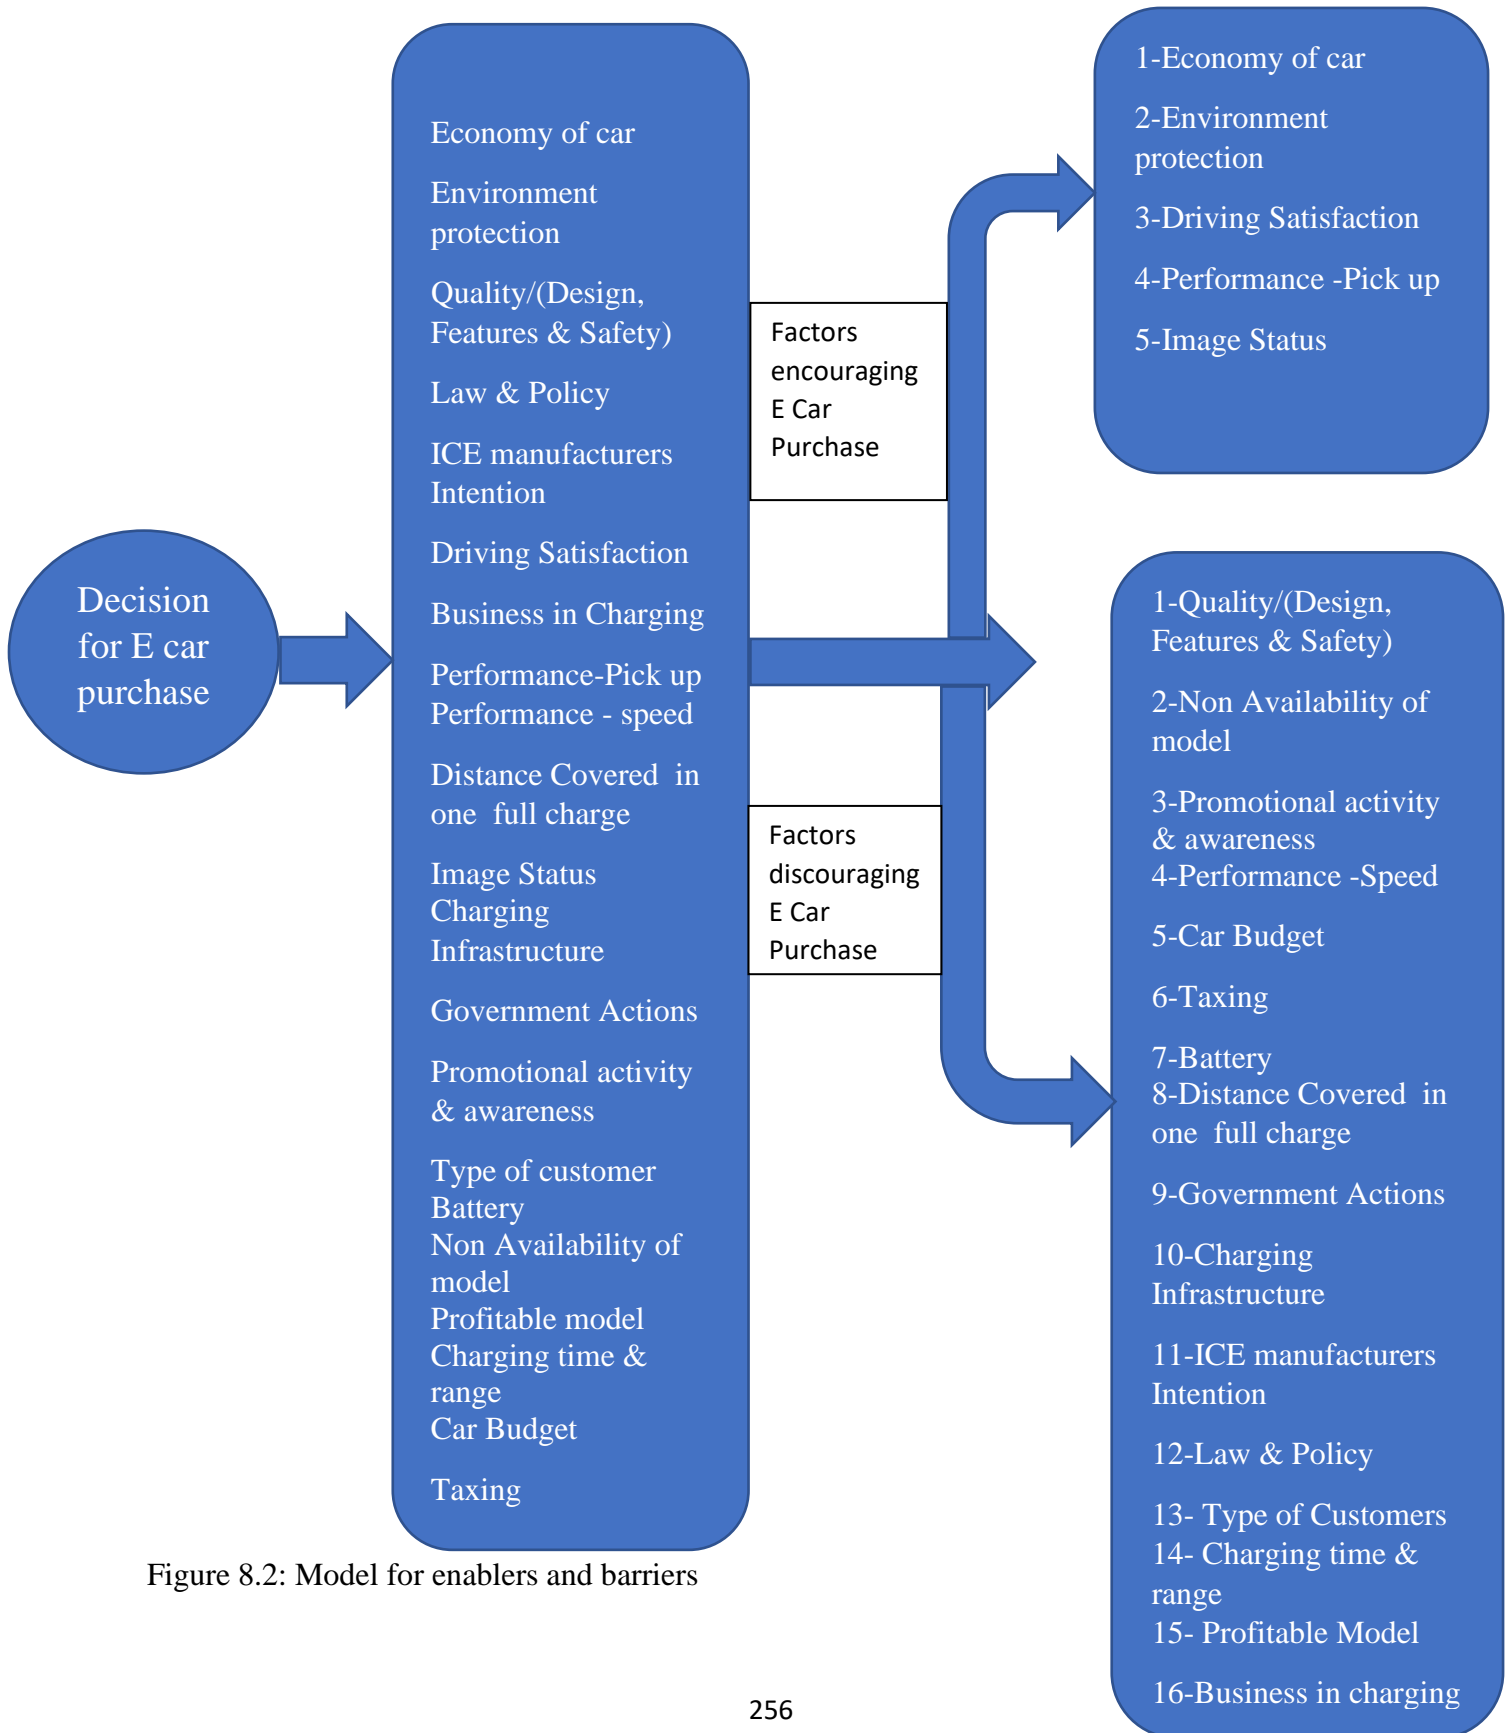 Decision
for E car
purchase
Economy of car
Environment
protection
Quality/(Design,
Features & Safety)
Law & Policy
ICE manufacturers
Intention
Driving Satisfaction
Business in Charging
Performance-Pick up
Performance - speed
Distance Covered  in
one  full charge
Image Status
Charging
Infrastructure
Government Actions
Promotional activity
& awareness
Type of customer
Battery
Non Availability of
model
Profitable model
Charging time &
range
Car Budget
Taxing
Factors
encouraging
E Car
Purchase
Factors
discouraging
E Car
Purchase
1-Economy of car
2-Environment
protection
3-Driving Satisfaction
4-Performance -Pick up
5-Image Status
1-Quality/(Design,
Features & Safety)
2-Non Availability of
model
3-Promotional activity
& awareness
4-Performance -Speed
5-Car Budget
6-Taxing
7-Battery
8-Distance Covered  in
one  full charge
9-Government Actions
10-Charging
Infrastructure
11-ICE manufacturers
Intention
12-Law & Policy
13- Type of Customers
14- Charging time &
range
15- Profitable Model
16-Business in charging
Figure 8.2: Model for enablers and barriers
256